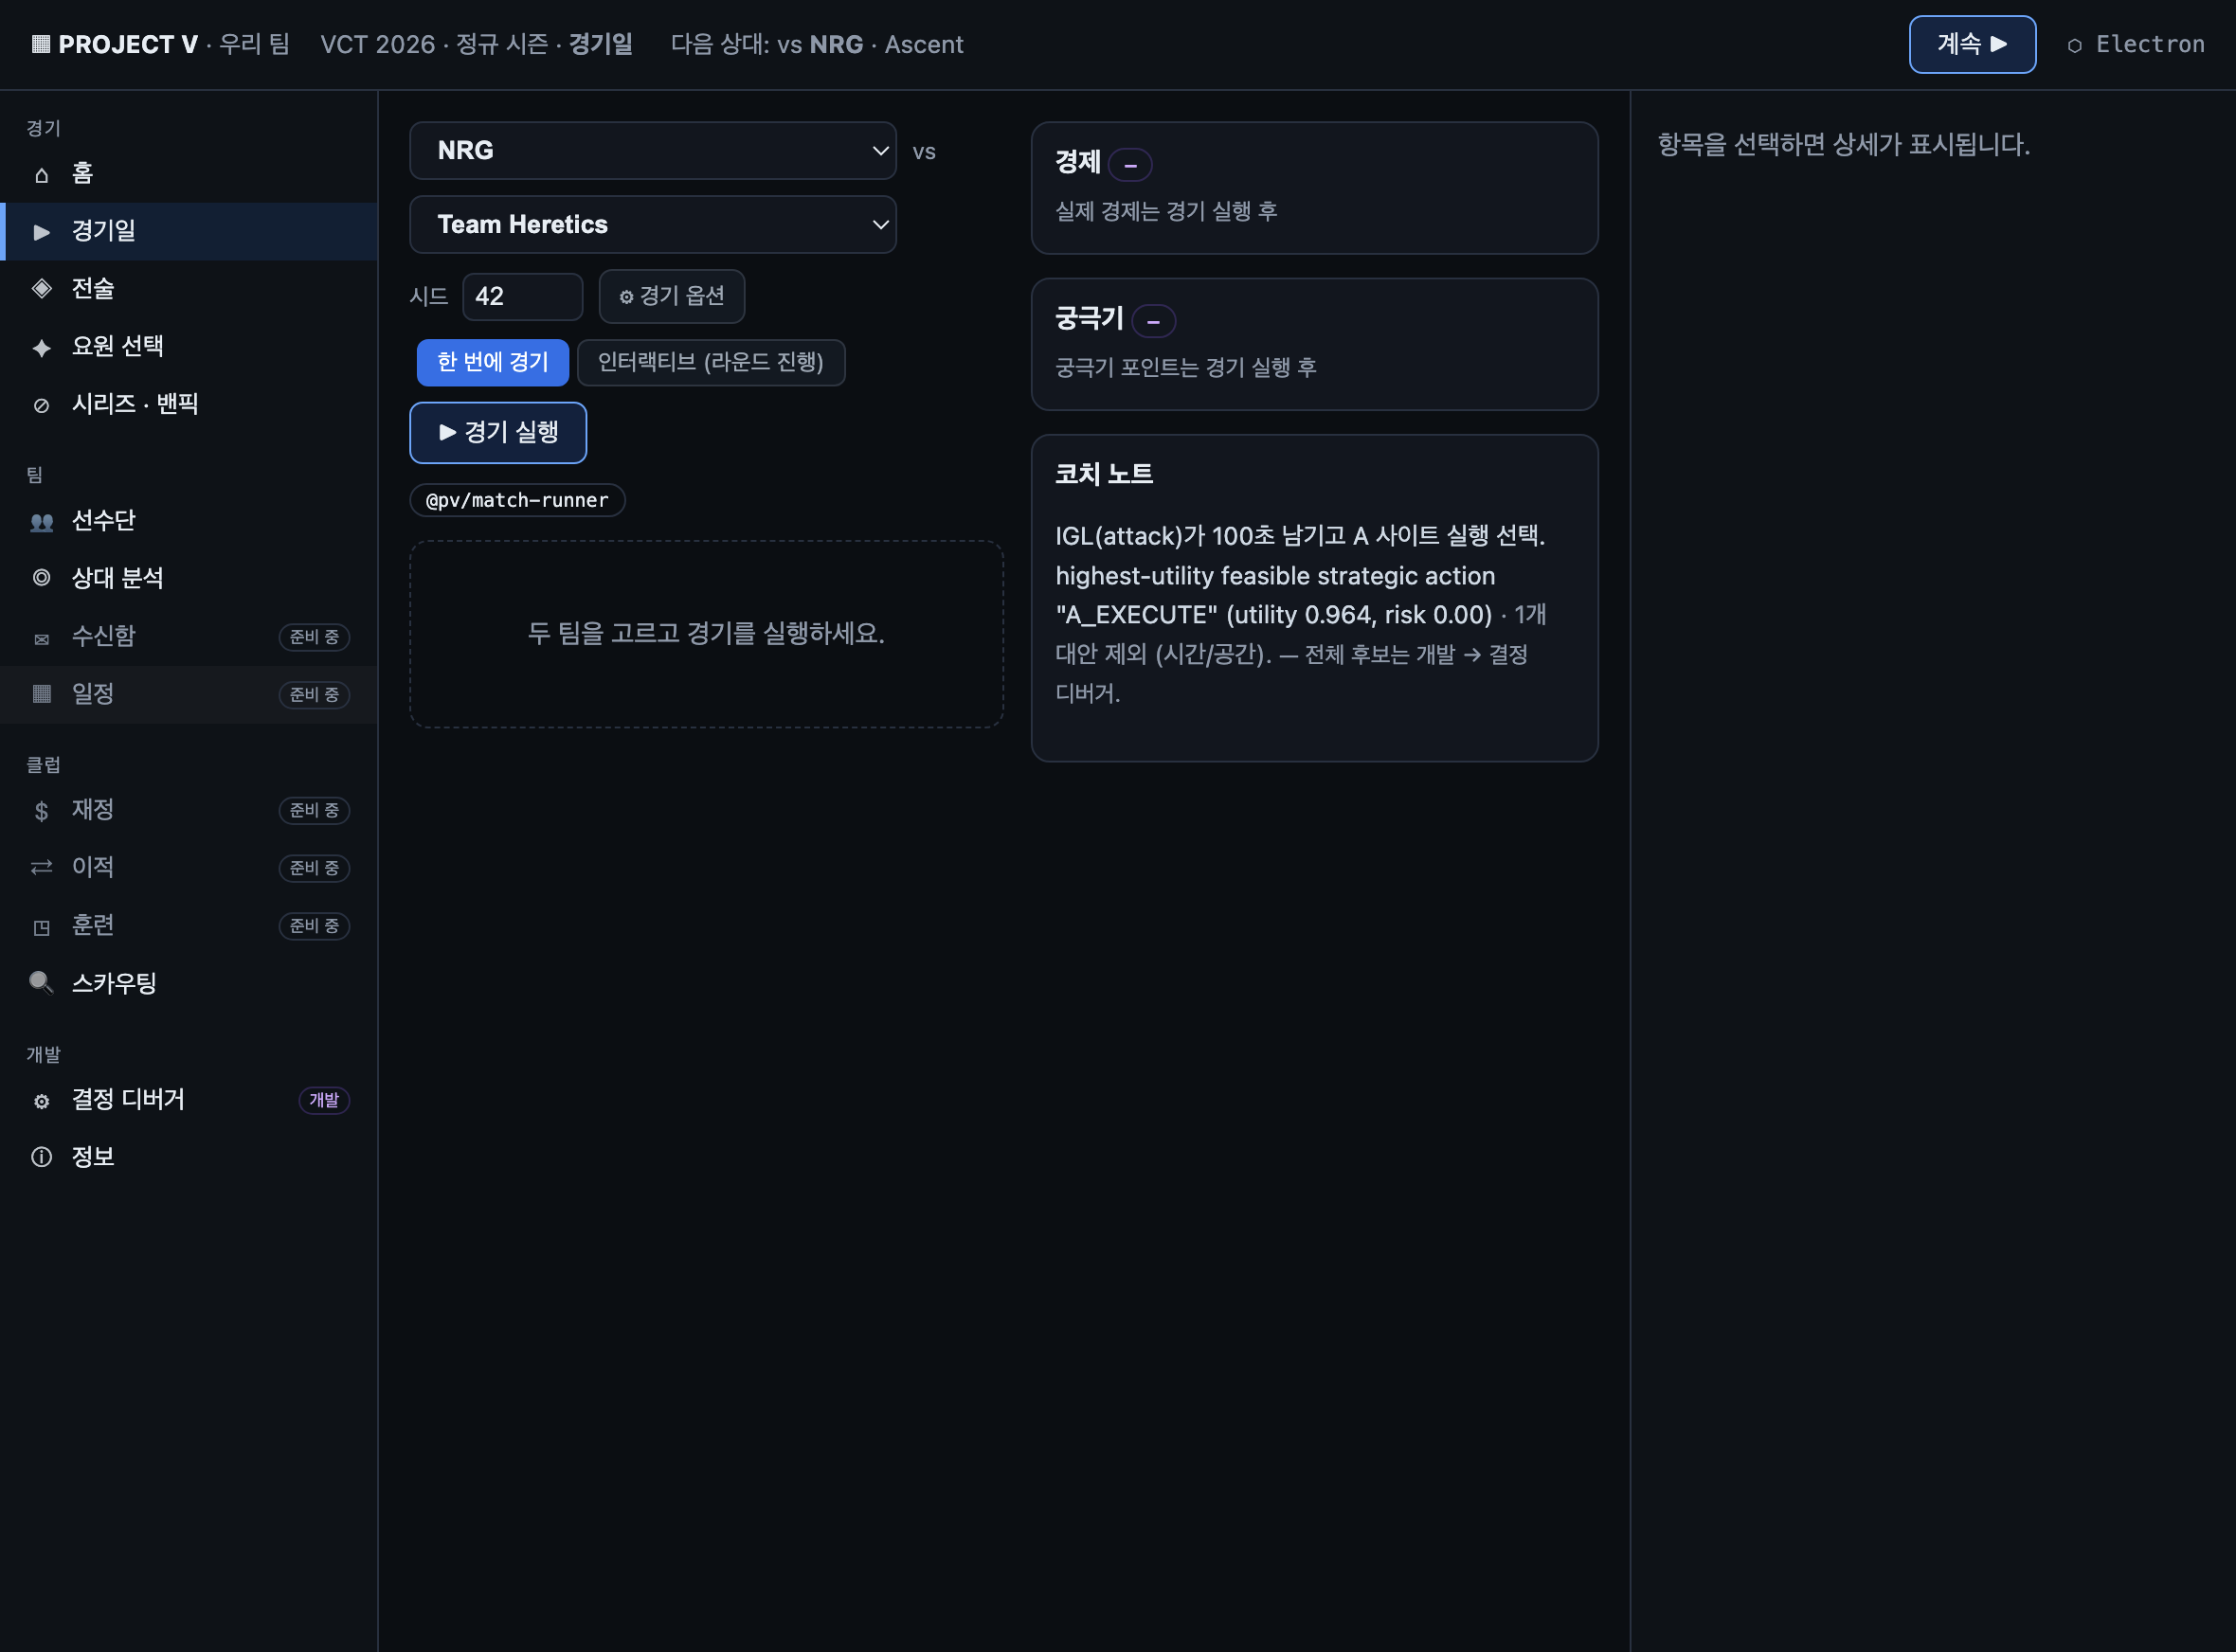 ▦ PROJECT V · 우리 팀 VCT 2026 · 정규 시즌 · 경기일 다음 상대: vs NRG · Ascent
계속 ▶
⬡ Electron
경기
⌂ 홈
▶ 경기일
◈ 전술
✦ 요원 선택
⊘ 시리즈 · 밴픽
팀
👥 선수단
◎ 상대 분석
✉ 수신함 준비 중
▦ 일정 준비 중
클럽
$ 재정 준비 중
⇄ 이적 준비 중
◳ 훈련 준비 중
🔍 스카우팅
개발
⚙ 결정 디버거 개발
ⓘ 정보
NRG vs
Team Heretics
시드 42 ⚙ 경기 옵션
한 번에 경기 인터랙티브 (라운드 진행)
▶ 경기 실행
@pv/match-runner
두 팀을 고르고 경기를 실행하세요.
경제 –
실제 경제는 경기 실행 후
궁극기 –
궁극기 포인트는 경기 실행 후
코치 노트
IGL(attack)가 100초 남기고 A 사이트 실행 선택.
highest-utility feasible strategic action
"A_EXECUTE" (utility 0.964, risk 0.00) · 1개
대안 제외 (시간/공간). — 전체 후보는 개발 → 결정
디버거.
항목을 선택하면 상세가 표시됩니다.